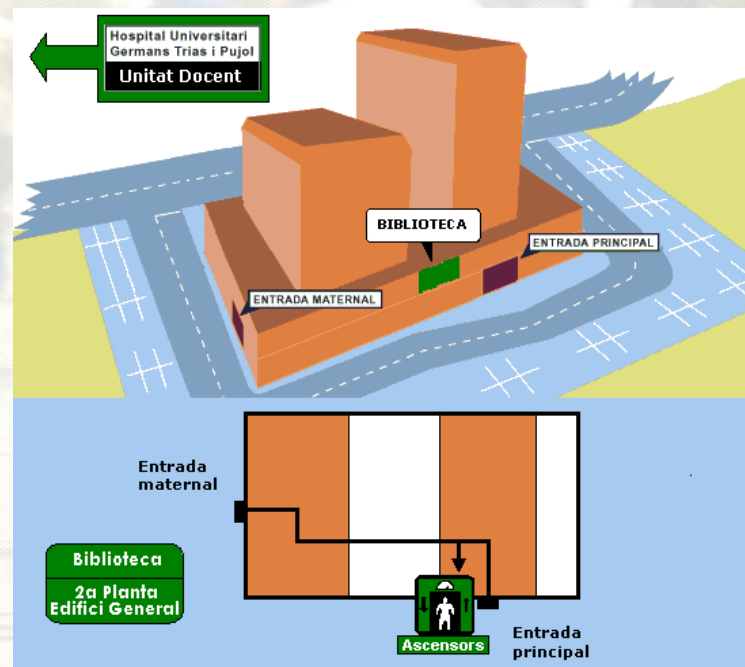 Hospital Universitari
Germans Trias i Pujol
Unitat Docent
BIBLIOTECA
ENTRADA PRINCIPAL
ENTRADA MATERNAL
Entrada
maternal
Biblioteca
2a Planta
Edifici General
Ascensors
Entrada
principal